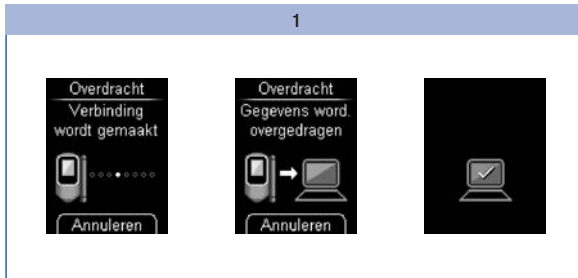 1
Overdracht
Verbinding
wordt gemaakt
Annuleren
Overdracht
Gegevens word.
overgedragen
Annuleren